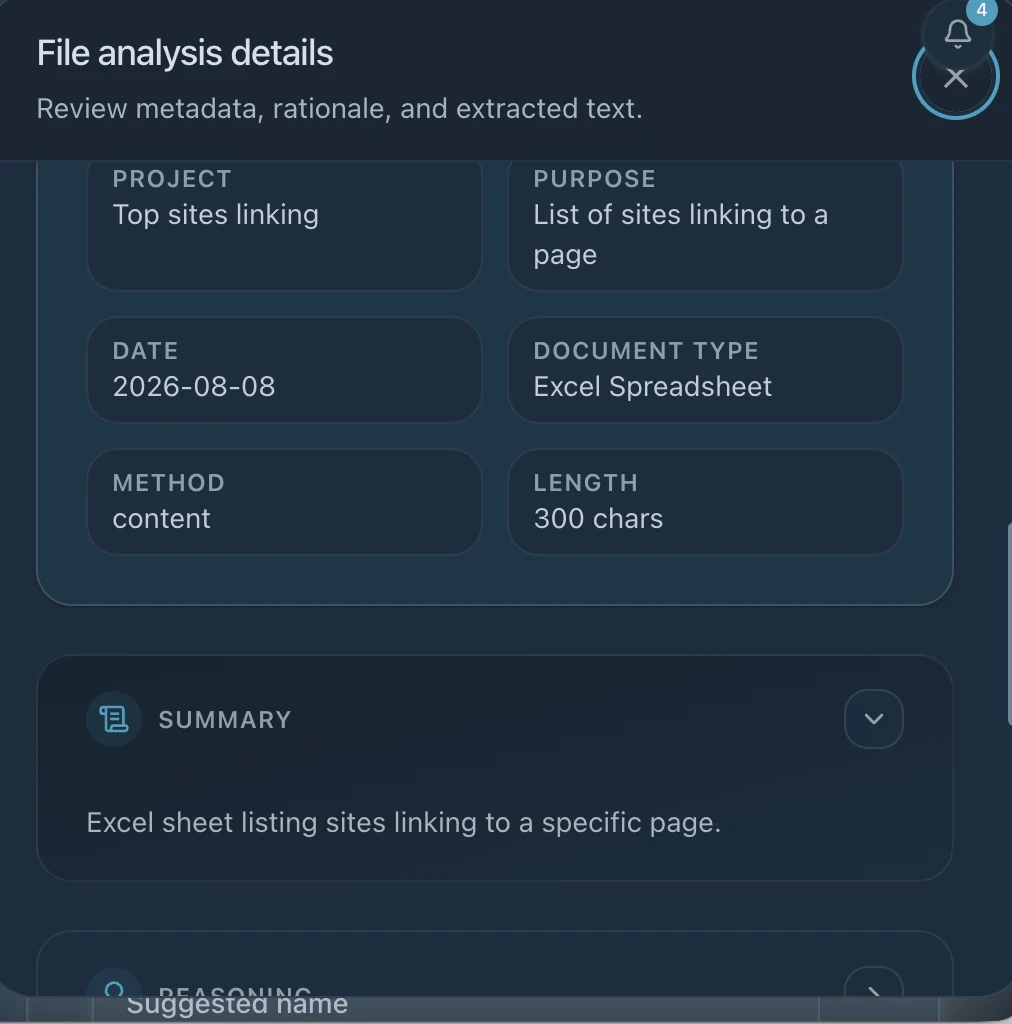 4
File analysis details
Review metadata, rationale, and extracted text.
PROJECT
Top sites linking
PURPOSE
List of sites linking to a
page
DATE
2026-08-08
DOCUMENT TYPE
Excel Spreadsheet
METHOD
content
LENGTH
300 chars
SUMMARY
Excel sheet listing sites linking to a specific page.
REASONING
Suggested name